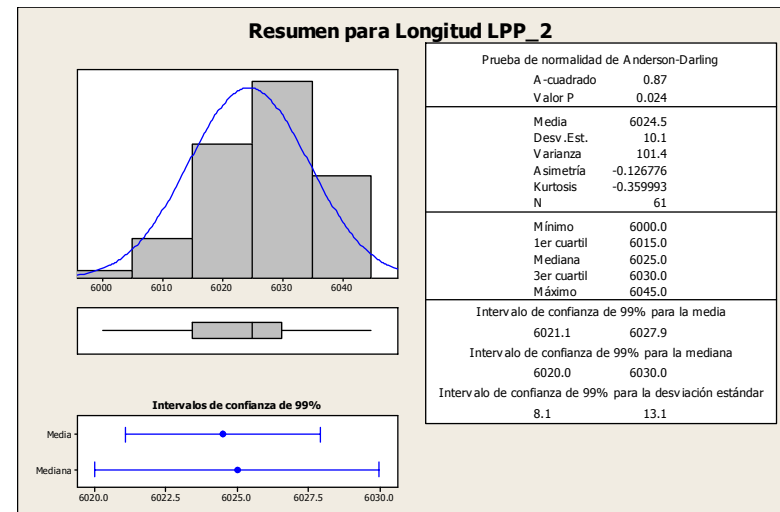 Resumen para Longitud LPP_2
6000 6010 6020 6030 6040
Intervalos de confianza de 99%
Media
Mediana
6020.0 6022.5 6025.0 6027.5 6030.0
Prueba de normalidad de Anderson-Darling
A-cuadrado 0.87
Valor P 0.024
Media 6024.5
Desv.Est. 10.1
Varianza 101.4
Asimetría -0.126776
Kurtosis -0.359993
N 61
Mínimo 6000.0
1er cuartil 6015.0
Mediana 6025.0
3er cuartil 6030.0
Máximo 6045.0
Intervalo de confianza de 99% para la media
6021.1 6027.9
Intervalo de confianza de 99% para la mediana
6020.0 6030.0
Intervalo de confianza de 99% para la desviación estándar
8.1 13.1